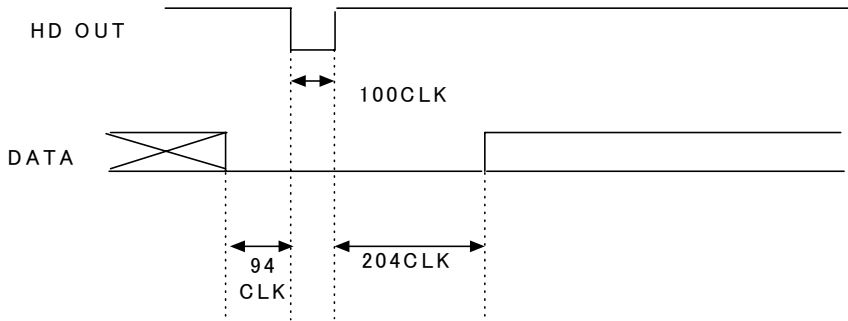 HD OUT
100CLK
DATA
94
CLK
204CLK